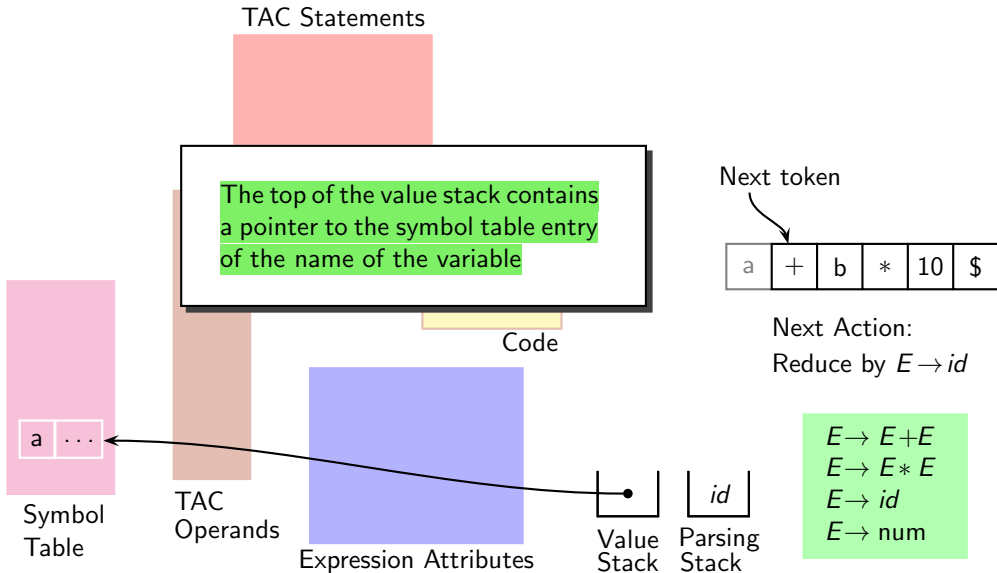 TAC Statements
The top of the value stack contains
a pointer to the symbol table entry
of the name of the variable
Next token
a + b * 10 $
Next Action:
Reduce by E → id
Code
a · · ·
Symbol
Table
TAC
Operands
Expression Attributes
Value
Stack
id
Parsing
Stack
E → E + E
E → E * E
E → id
E → num